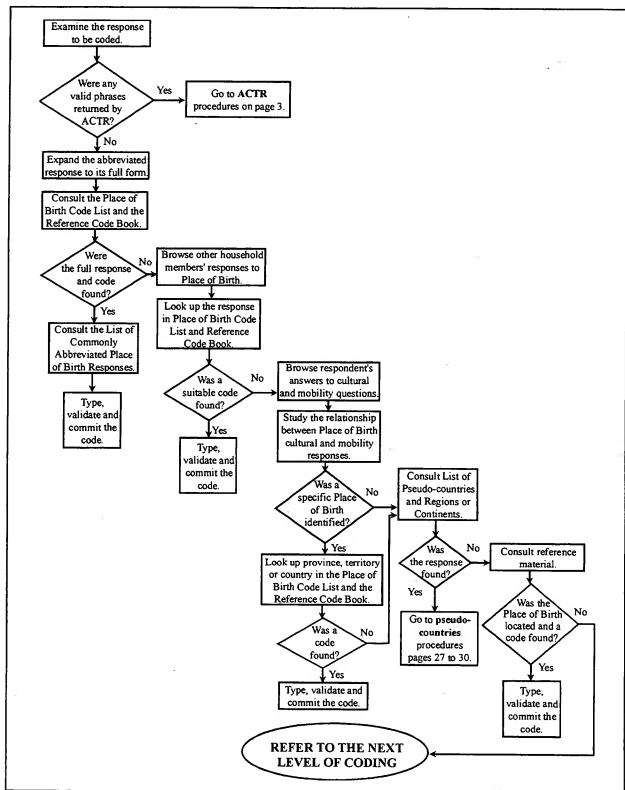 Examine the response
to be coded.
Were any
valid phrases
returned by
ACTR?
Yes
Go to ACTR
procedures on page 3.
No
Expand the abbreviated
response to its full form.
Consult the Place of
Birth Code List and the
Reference Code Book.
Were
the full response
and code
found?
No
Browse other household
members' responses to
Place of Birth.
Yes
Consult the List of
Commonly
Abbreviated Place
of Birth Responses.
Type,
validate and
commit the
code.
Look up the response
in Place of Birth Code
List and Reference
Code Book.
Was a
suitable code
found?
No
Browse respondent's
answers to cultural
and mobility questions.
Yes
Type,
validate and
commit the
code.
Study the relationship
between Place of Birth
cultural and mobility
responses.
Was a
specific Place
of Birth
identified?
No
Consult List of
Pseudo-countries
and Regions or
Continents.
Yes
Look up province, territory
or country in the Place of
Birth Code List and the
Reference Code Book.
Was a
code
found?
No
Yes
Type, validate and
commit the code.
Was
the response
found?
No
Consult reference
material.
Yes
Go to pseudo-
countries
procedures
pages 27 to 30.
Was the
Place of Birth
located and a
code found?
No
Yes
Type,
validate and
commit the
code.
REFER TO THE NEXT
LEVEL OF CODING